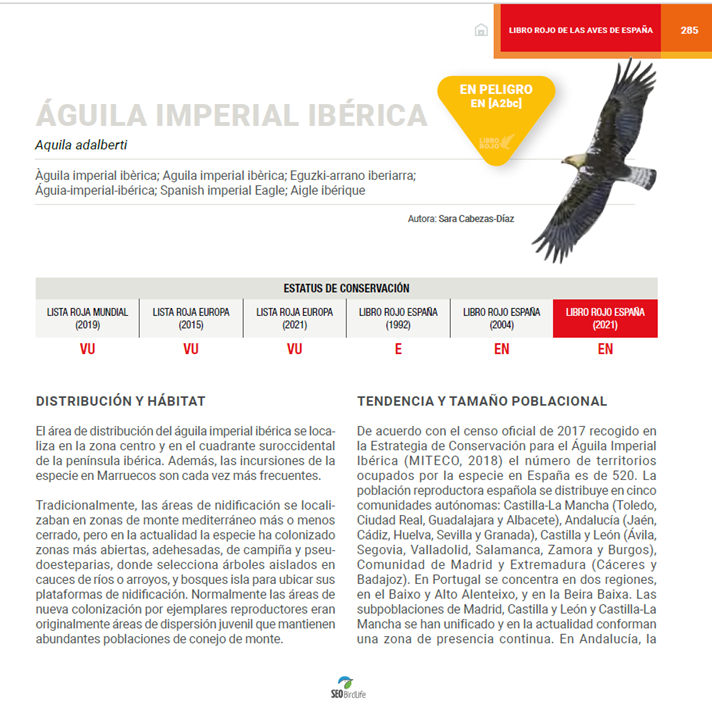 LIBRO ROJO DE LAS AVES DE ESPAÑA 285
ÁGUILA IMPERIAL IBÉRICA
EN PELIGRO
EN [A2bc]
LIBRO
ROJO
Aquila adalberti
Àguila imperial ibèrica; Aguila imperial ibèrica; Eguzki-arrano iberiarra;
Águia-imperial-ibérica; Spanish imperial Eagle; Aigle ibérique
Autora: Sara Cabezas-Díaz
ESTATUS DE CONSERVACIÓN
LISTA ROJA MUNDIAL (2019)
LISTA ROJA EUROPA (2015)
LISTA ROJA EUROPA (2021)
LIBRO ROJO ESPAÑA (1992)
LIBRO ROJO ESPAÑA (2004)
LIBRO ROJO ESPAÑA (2021)
VU VU VU E EN EN
DISTRIBUCIÓN Y HÁBITAT
El área de distribución del águila imperial ibérica se loca-
liza en la zona centro y en el cuadrante suroccidental
de la península ibérica. Además, las incursiones de la
especie en Marruecos son cada vez más frecuentes.
Tradicionalmente, las áreas de nidificación se locali-
zaban en zonas de monte mediterráneo más o menos
cerrado, pero en la actualidad la especie ha colonizado
zonas más abiertas, adehesadas, de campiña y pseu-
doesteparias, donde selecciona árboles aislados en
cauces de ríos o arroyos, y bosques isla para ubicar sus
plataformas de nidificación. Normalmente las áreas de
nueva colonización por ejemplares reproductores eran
originalmente áreas de dispersión juvenil que mantienen
abundantes poblaciones de conejo de monte.
TENDENCIA Y TAMAÑO POBLACIONAL
De acuerdo con el censo oficial de 2017 recogido en
la Estrategia de Conservación para el Águila Imperial
Ibérica (MITECO, 2018) el número de territorios
ocupados por la especie en España es de 520. La
población reproductora española se distribuye en cinco
comunidades autónomas: Castilla-La Mancha (Toledo,
Ciudad Real, Guadalajara y Albacete), Andalucía (Jaén,
Cádiz, Huelva, Sevilla y Granada), Castilla y León (Ávila,
Segovia, Valladolid, Salamanca, Zamora y Burgos),
Comunidad de Madrid y Extremadura (Cáceres y
Badajoz). En Portugal se concentra en dos regiones,
en el Baixo y Alto Alenteixo, y en la Beira Baixa. Las
subpoblaciones de Madrid, Castilla y León y Castilla-La
Mancha se han unificado y en la actualidad conforman
una zona de presencia continua. En Andalucía, la
SEO BirdLife